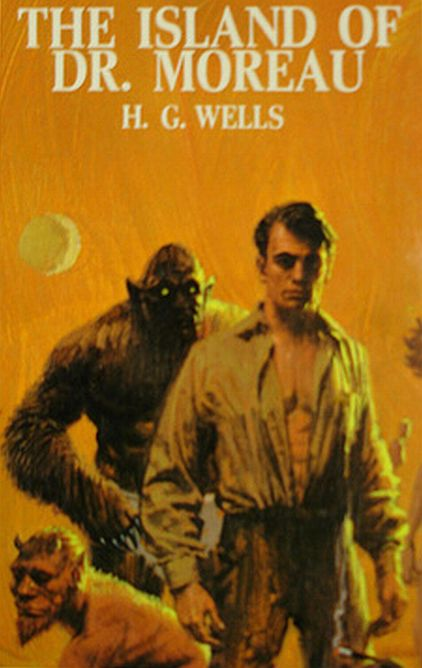 THE ISLAND OF
DR. MOREAU
H. G. WELLS